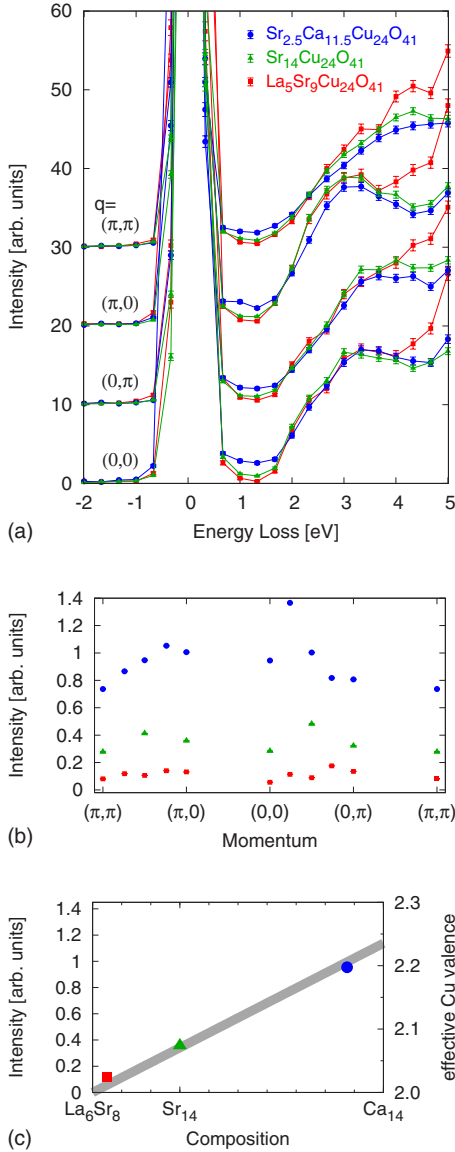 60
50
40
30
20
10
0
Intensity [arb. units]
Sr2.5Ca11.5Cu24O41
Sr14Cu24O41
La5Sr9Cu24O41
q=
(π,π)
(π,0)
(0,π)
(0,0)
-2 -1 0 1 2 3 4 5
(a) Energy Loss [eV]
1.4
1.2
1
0.8
0.6
0.4
0.2
0
Intensity [arb. units]
(π,π) (π,0) (0,0) (0,π) (π,π)
(b) Momentum
1.4
1.2
1
0.8
0.6
0.4
0.2
0
Intensity [arb. units]
2.3
2.2
2.1
2.0
effective Cu valence
La6Sr8 Sr14 Ca14
(c) Composition